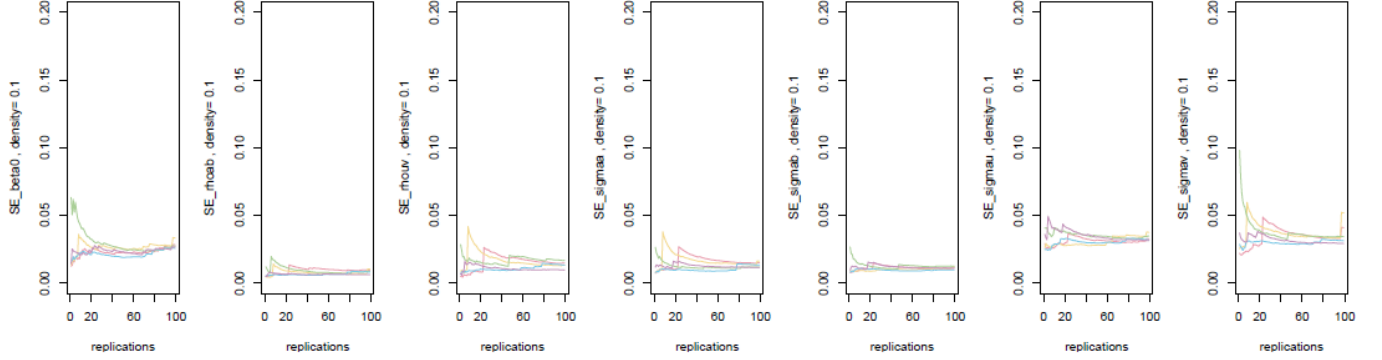 SE_beta0 , density= 0.1
0.00 0.05 0.10 0.15 0.20
0 20 60 100
replications
SE_rhoab , density= 0.1
0.00 0.05 0.10 0.15 0.20
0 20 60 100
replications
SE_rhouv , density= 0.1
0.00 0.05 0.10 0.15 0.20
0 20 60 100
replications
SE_sigmaa , density= 0.1
0.00 0.05 0.10 0.15 0.20
0 20 60 100
replications
SE_sigmab , density= 0.1
0.00 0.05 0.10 0.15 0.20
0 20 60 100
replications
SE_sigmau , density= 0.1
0.00 0.05 0.10 0.15 0.20
0 20 60 100
replications
SE_sigmav , density= 0.1
0.00 0.05 0.10 0.15 0.20
0 20 60 100
replications